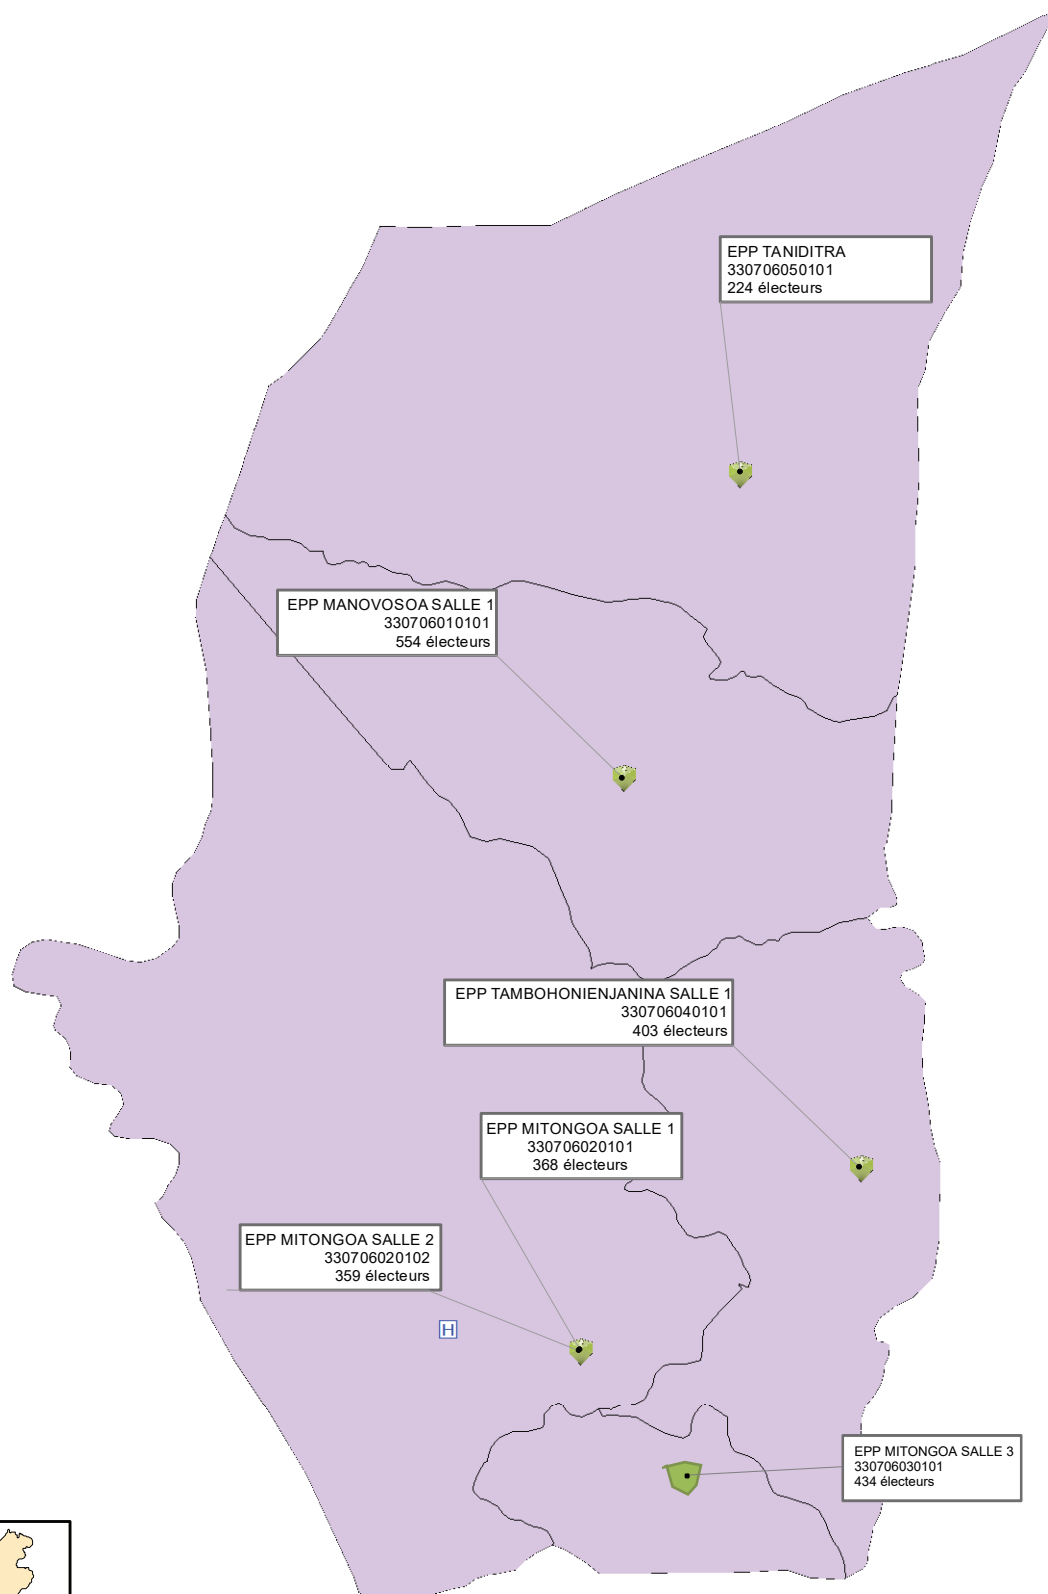 EPP TANIDITRA
330706050101
224 électeurs
EPP MANOVOSOA SALLE 1
330706010101
554 électeurs
EPP TAMBOHONIENJANINA SALLE 1
330706040101
403 électeurs
EPP MITONGOA SALLE 1
330706020101
368 électeurs
EPP MITONGOA SALLE 2
330706020102
359 électeurs
H
EPP MITONGOA SALLE 3
330706030101
434 électeurs